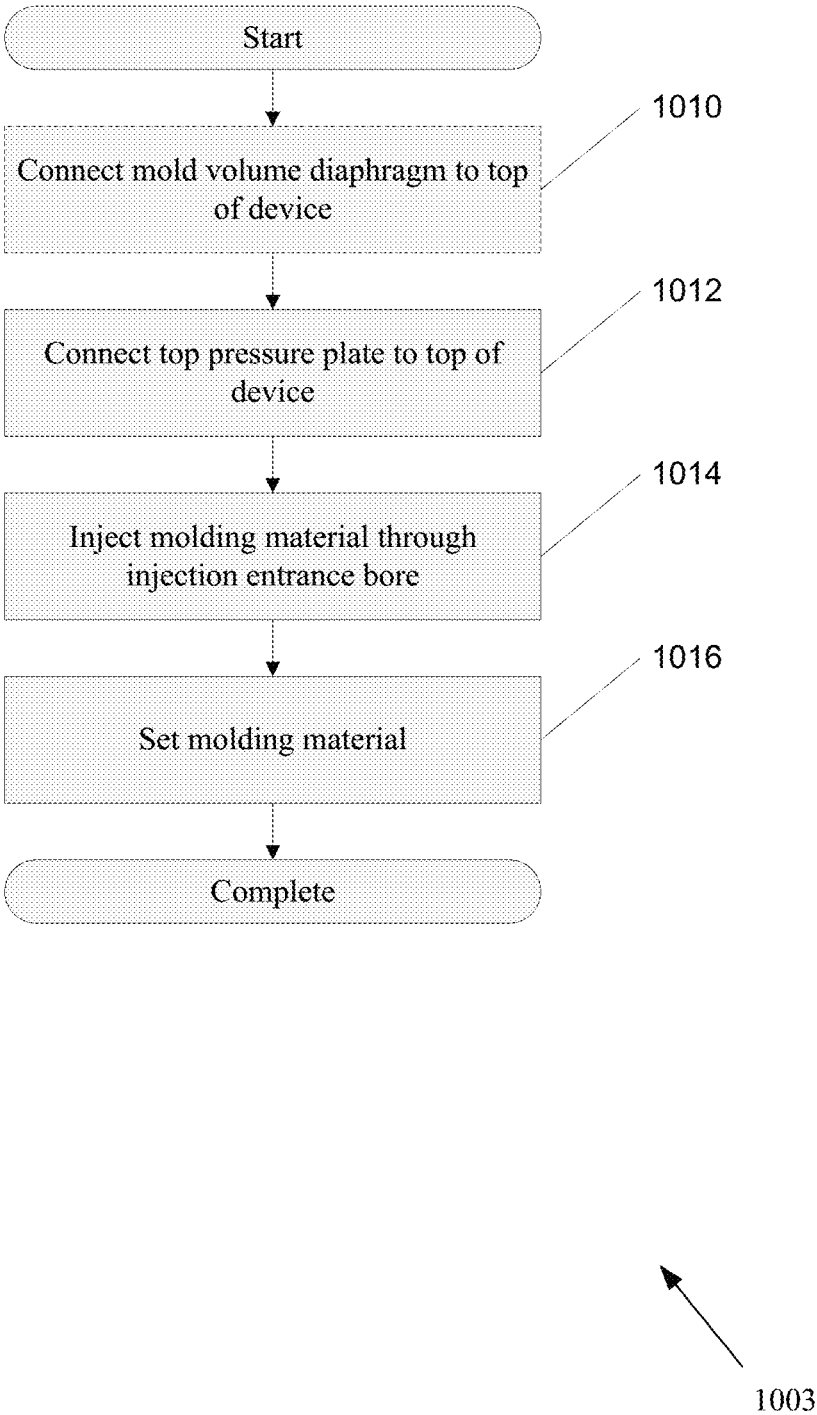 Start
1010
Connect mold volume diaphragm to top
of device
1012
Connect top pressure plate to top of
device
1014
Inject molding material through
injection entrance bore
1016
Set molding material
Complete
1003